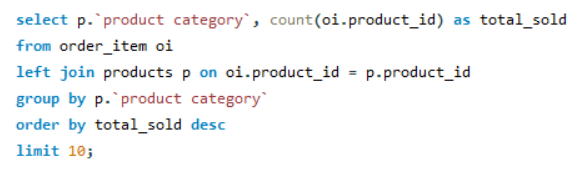 select p.`product category`, count(oi.product_id) as total_sold
from order_item oi
left join products p on oi.product_id = p.product_id
group by p.`product category`
order by total_sold desc
limit 10;